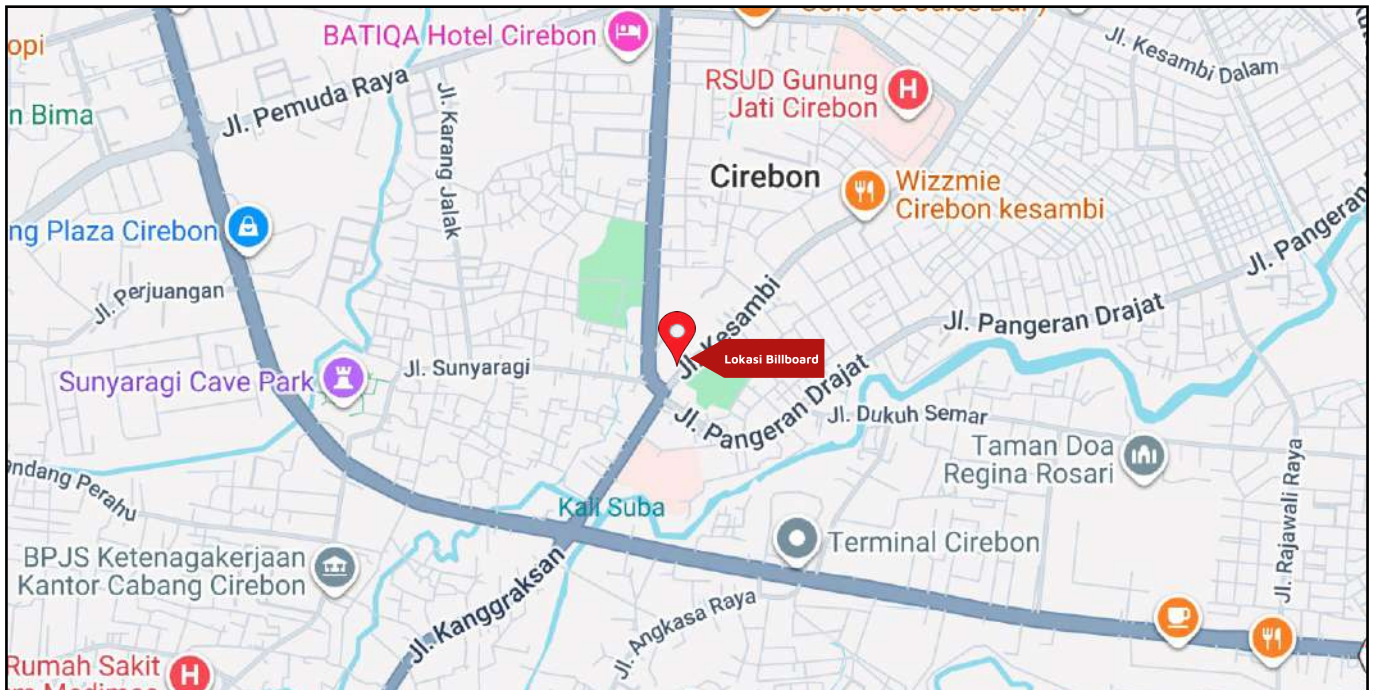 BATIQA Hotel Cirebon
opi
Jl. Kesambi Dalam
RSUD Gunung
Jati Cirebon
Jl. Pemuda Raya
n Bima
Jl. Karang Jalak
Cirebon
Wizzmie
Cirebon kesambi
ng Plaza Cirebon
Jl. Pangeran
Jl. Perjuangan
Jl. Kesambi
Jl. Pangeran Drajat
Lokasi Billboard
Jl. Sunyaragi
Sunyaragi Cave Park
Jl. Pangeran Drajat
Jl. Dukuh Semar
Taman Doa
Regina Rosari
andang Perahu
Jl. Rajawali Raya
Kali Suba
Terminal Cirebon
BPJS Ketenagakerjaan
Kantor Cabang Cirebon
Jl. Kanggraksan
Jl. Angkasa Raya
Rumah Sakit